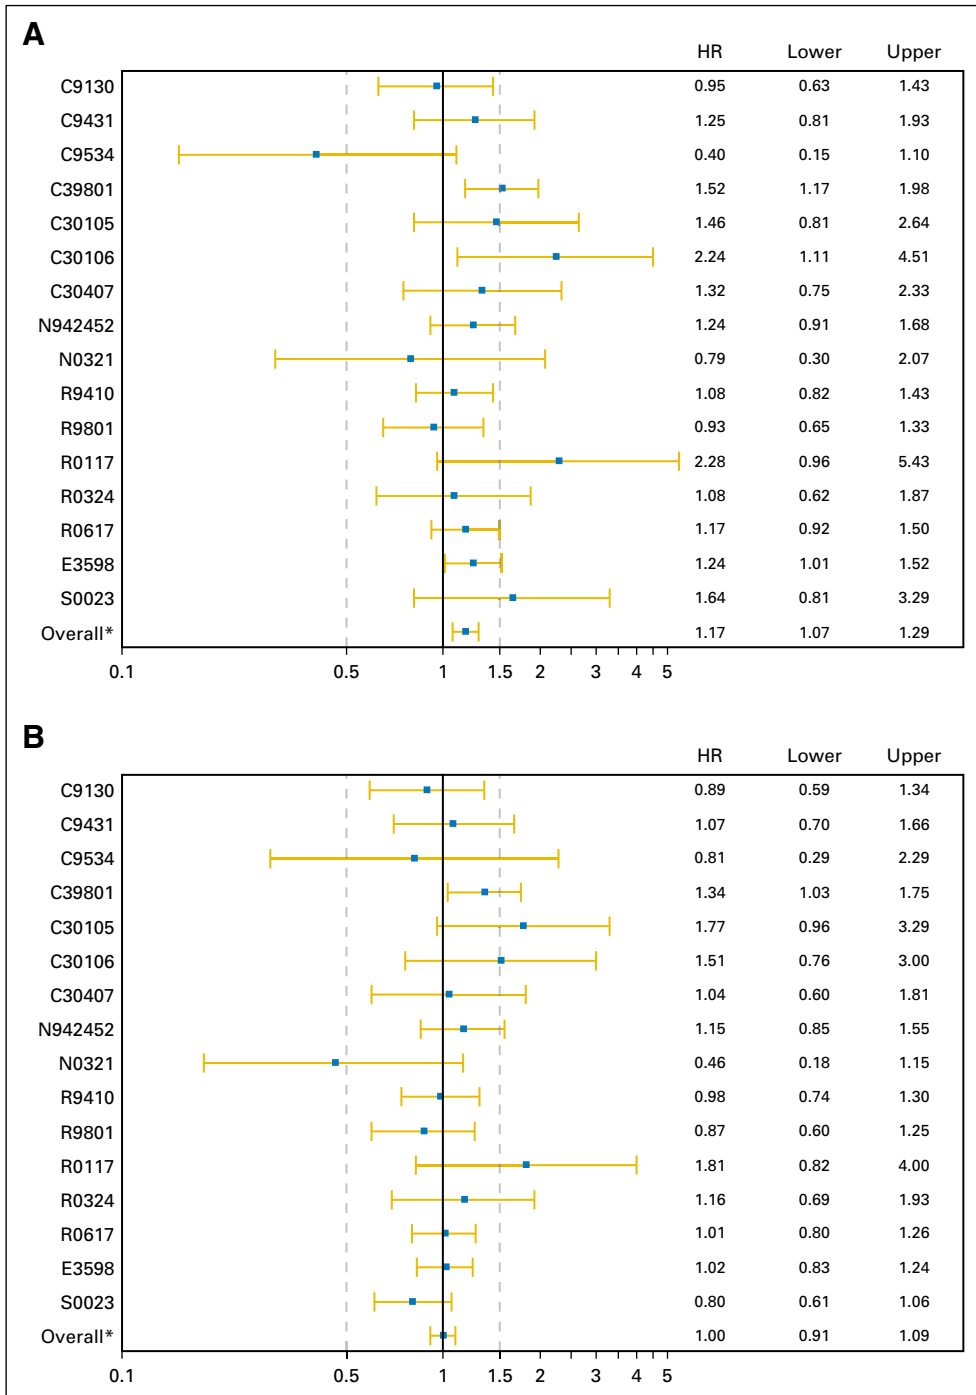 A
HR Lower Upper
C9130 0.95 0.63 1.43
C9431 1.25 0.81 1.93
C9534 0.40 0.15 1.10
C39801 1.52 1.17 1.98
C30105 1.46 0.81 2.64
C30106 2.24 1.11 4.51
C30407 1.32 0.75 2.33
N942452 1.24 0.91 1.68
N0321 0.79 0.30 2.07
R9410 1.08 0.82 1.43
R9801 0.93 0.65 1.33
R0117 2.28 0.96 5.43
R0324 1.08 0.62 1.87
R0617 1.17 0.92 1.50
E3598 1.24 1.01 1.52
S0023 1.64 0.81 3.29
Overall* 1.17 1.07 1.29
0.1 0.5 1 1.5 2 3 4 5
B
HR Lower Upper
C9130 0.89 0.59 1.34
C9431 1.07 0.70 1.66
C9534 0.81 0.29 2.29
C39801 1.34 1.03 1.75
C30105 1.77 0.96 3.29
C30106 1.51 0.76 3.00
C30407 1.04 0.60 1.81
N942452 1.15 0.85 1.55
N0321 0.46 0.18 1.15
R9410 0.98 0.74 1.30
R9801 0.87 0.60 1.25
R0117 1.81 0.82 4.00
R0324 1.16 0.69 1.93
R0617 1.01 0.80 1.26
E3598 1.02 0.83 1.24
S0023 0.80 0.61 1.06
Overall* 1.00 0.91 1.09
0.1 0.5 1 1.5 2 3 4 5